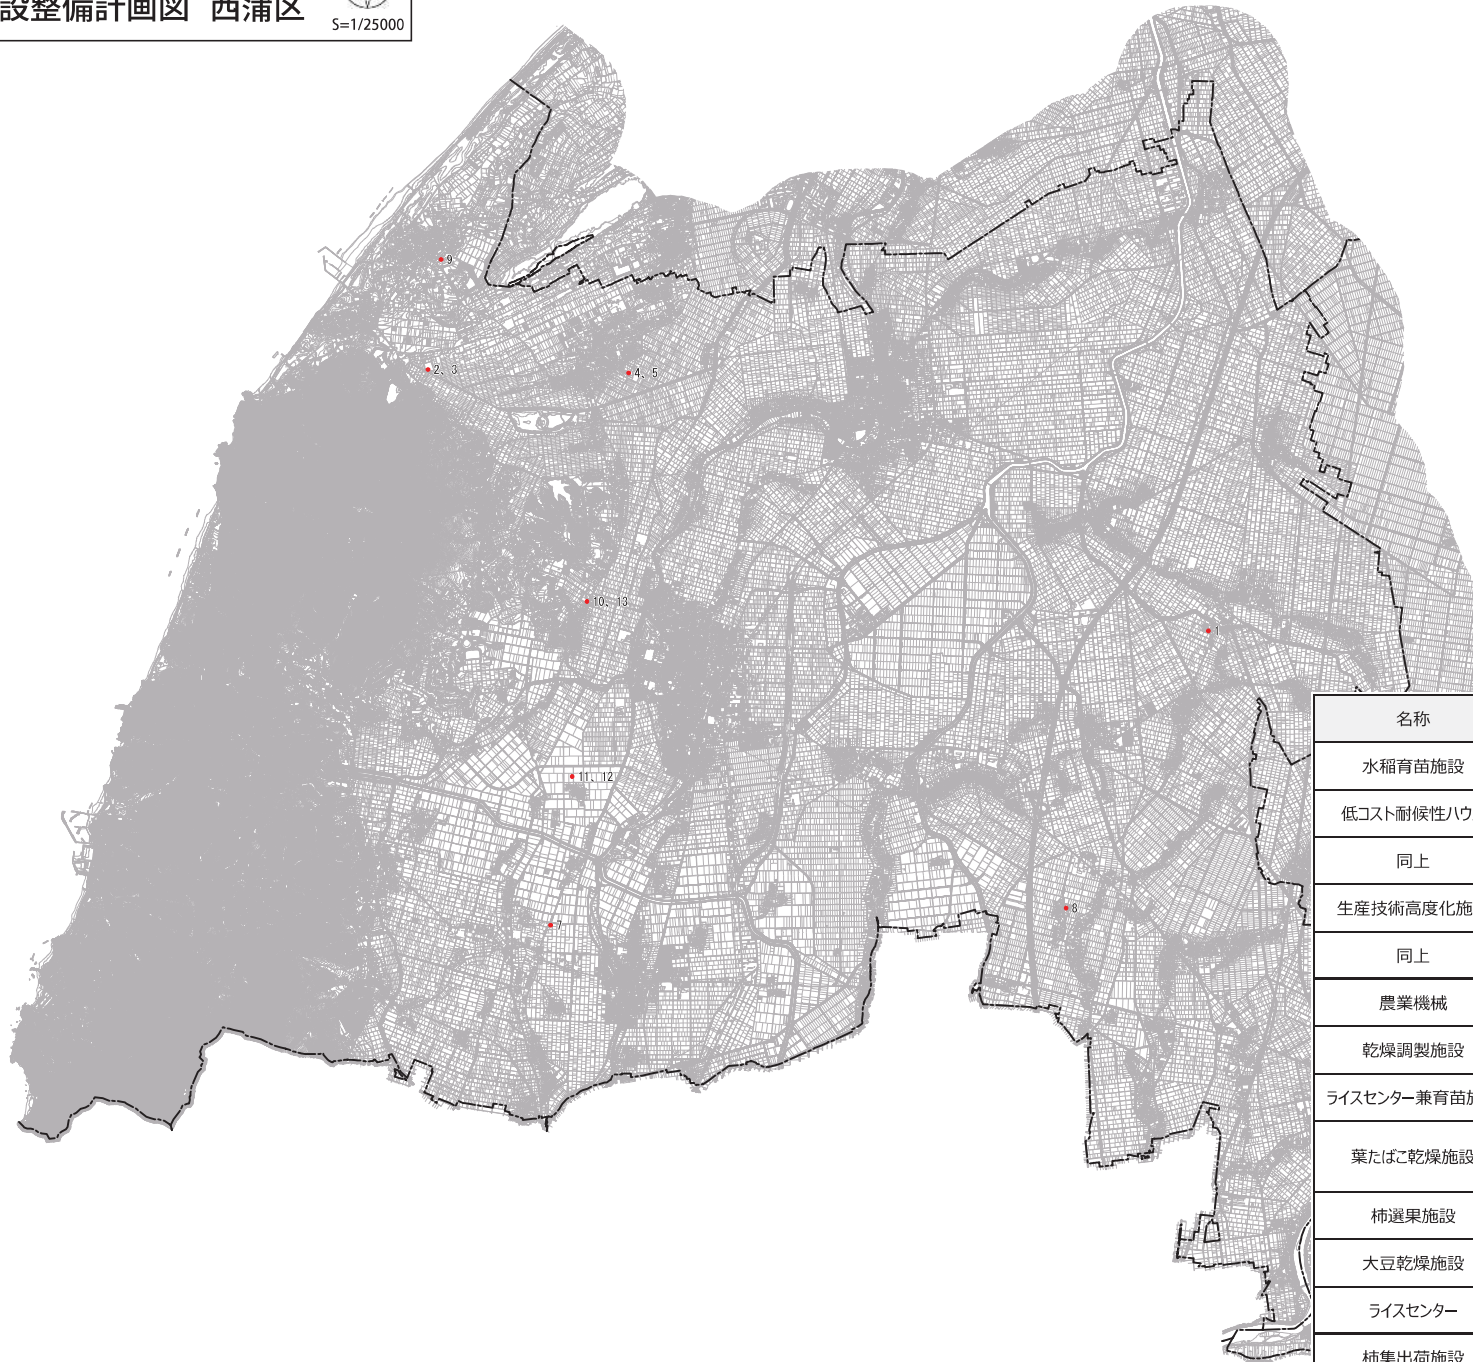 設整備計画図 西蒲区
S=1/25000
9
2、3
4、5
10、13
1
11、12
7
8
名称
水稲育苗施設
低コスト耐候性ハウ
同上
生産技術高度化施
同上
農業機械
乾燥調製施設
ライスセンター兼育苗
葉たばこ乾燥施設
柿選果施設
大豆乾燥施設
ライスセンター
柿集出荷施設